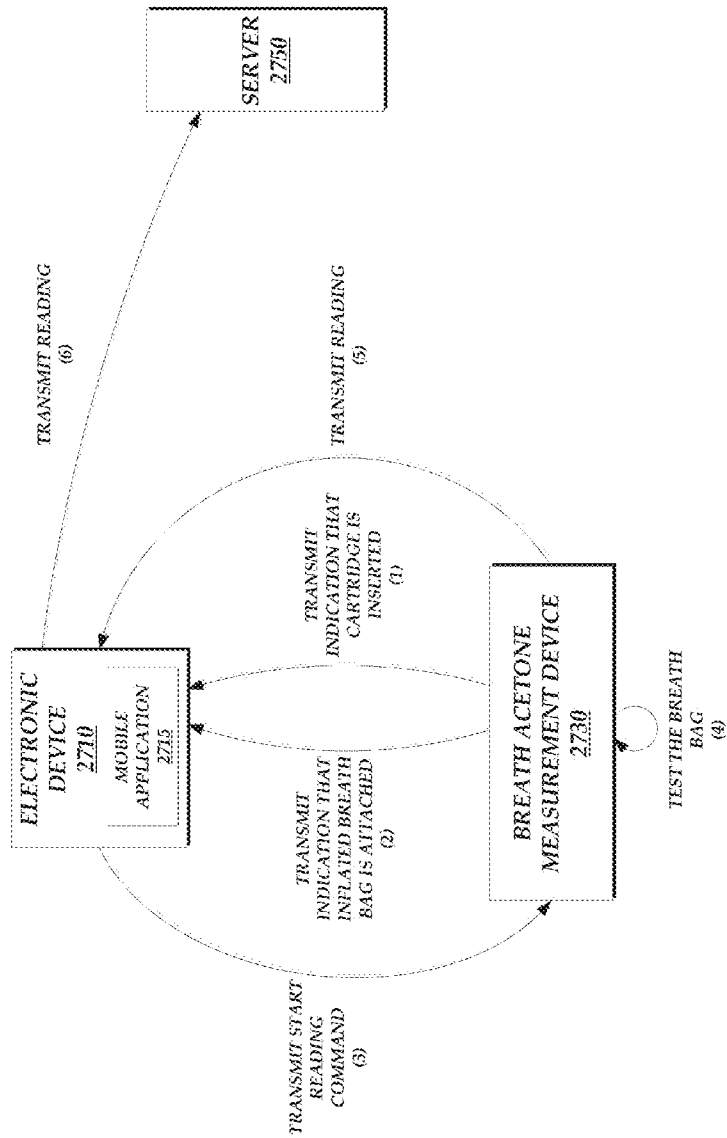 SERVER
2750
TRANSMIT READING
(6)
TRANSMIT READING
(5)
TRANSMIT
INDICATION THAT
CARTRIDGE IS
INSERTED
(1)
ELECTRONIC
DEVICE
2710
MOBILE
APPLICATION
2715
BREATH ACETONE
MEASUREMENT DEVICE
2730
TEST THE BREATH
BAG
(4)
TRANSMIT
INDICATION THAT
INFLATED BREATH
BAG IS ATTACHED
(2)
TRANSMIT START
READING
COMMAND
(3)